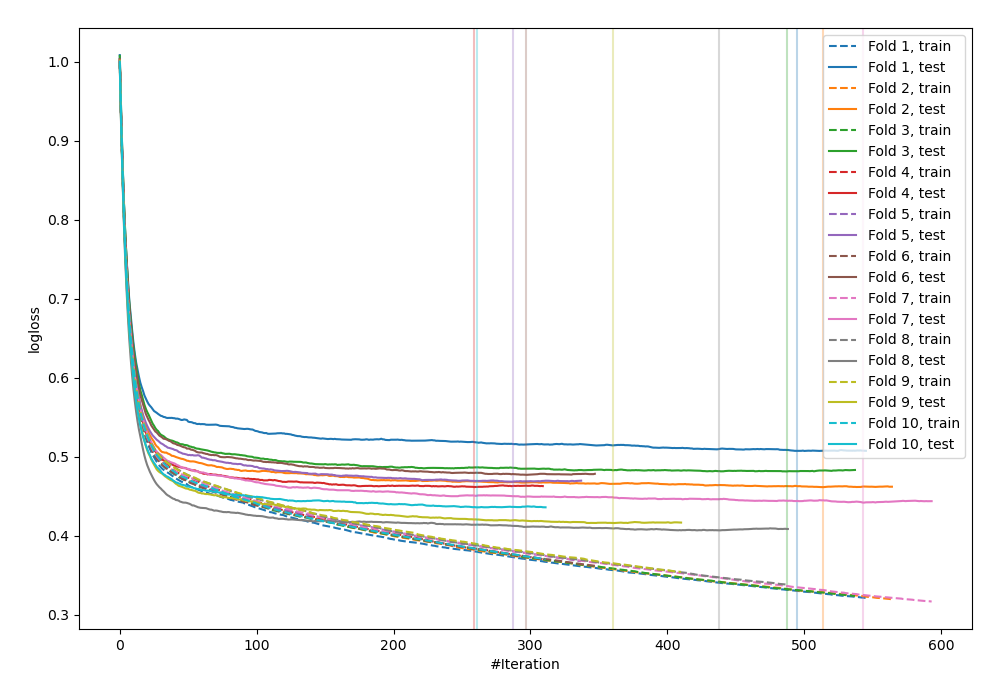 1.0
0.9
0.8
0.7
0.6
0.5
0.4
0.3
logloss
0
100
200
300
400
500
600
#Iteration
Fold 1, train
Fold 1, test
Fold 2, train
Fold 2, test
Fold 3, train
Fold 3, test
Fold 4, train
Fold 4, test
Fold 5, train
Fold 5, test
Fold 6, train
Fold 6, test
Fold 7, train
Fold 7, test
Fold 8, train
Fold 8, test
Fold 9, train
Fold 9, test
Fold 10, train
Fold 10, test